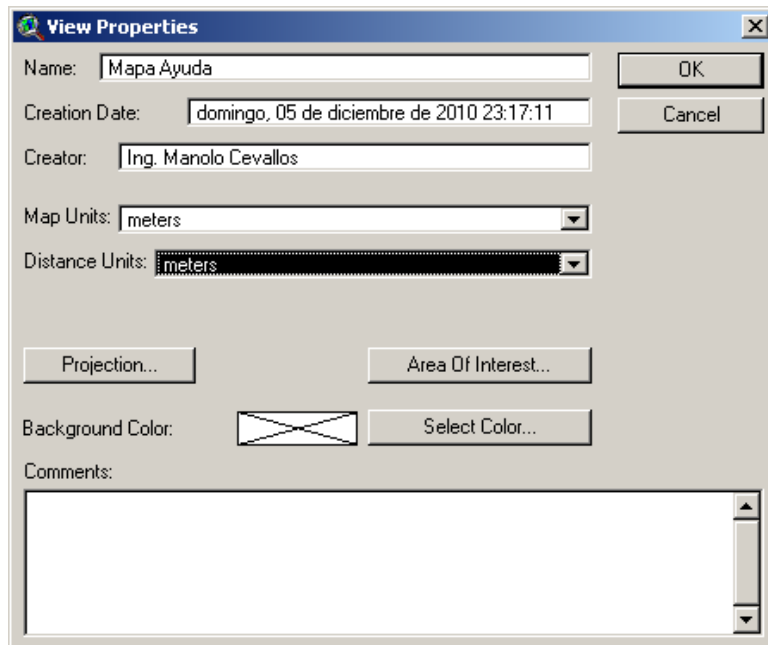 View Properties
Name: Mapa Ayuda
OK
Creation Date: domingo, 05 de diciembre de 2010 23:17:11
Cancel
Creator: Ing. Manolo Cevallos
Map Units: meters
Distance Units: meters
Projection...
Area Of Interest...
Background Color:
Select Color...
Comments: